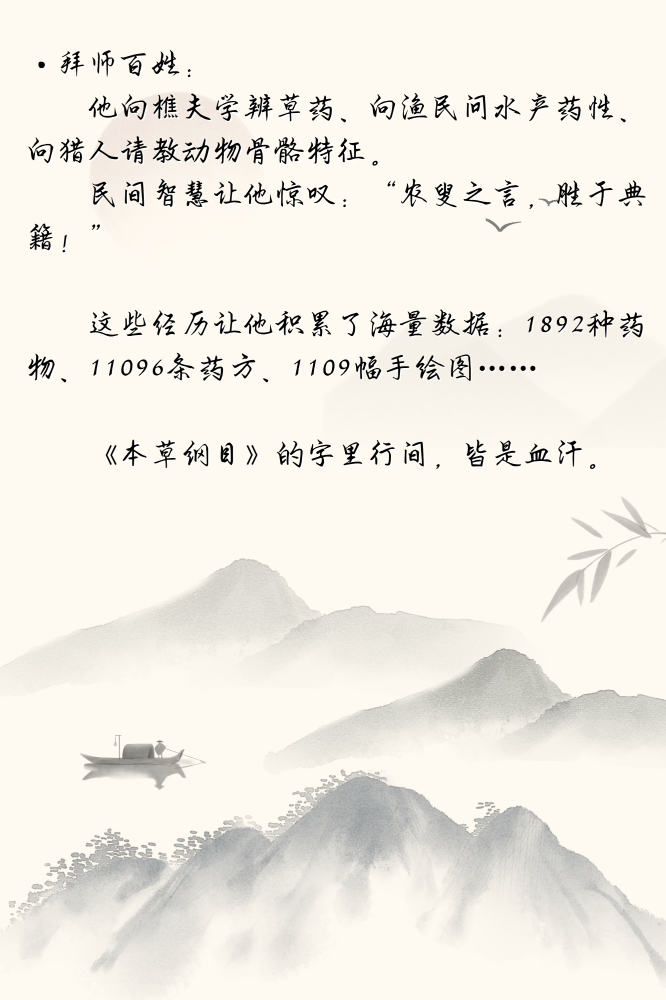 • 拜师百姓：
他向樵夫学辨草药、向渔民问水产药性、
向猎人请教动物骨骼特征。
民间智慧让他惊叹：“农叟之言，胜于典
籍！”
这些经历让他积累了海量数据：1892种药
物、11096条药方、1109幅手绘图……
《本草纲目》的字里行间，皆是血汗。